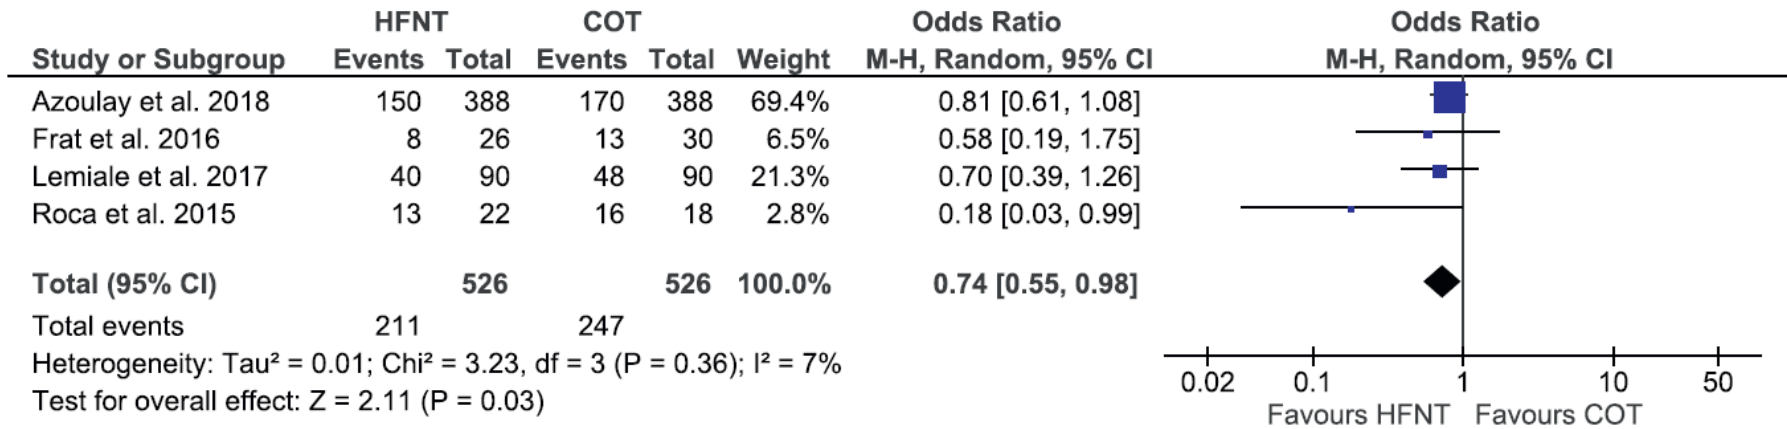 HFNT COT Odds Ratio Odds Ratio
Study or Subgroup Events Total Events Total Weight M-H, Random, 95% CI M-H, Random, 95% CI
Azoulay et al. 2018 150 388 170 388 69.4% 0.81 [0.61, 1.08]
Frat et al. 2016 8 26 13 30 6.5% 0.58 [0.19, 1.75]
Lemiale et al. 2017 40 90 48 90 21.3% 0.70 [0.39, 1.26]
Roca et al. 2015 13 22 16 18 2.8% 0.18 [0.03, 0.99]
Total (95% CI) 526 526 100.0% 0.74 [0.55, 0.98]
Total events 211 247
Heterogeneity: Tau² = 0.01; Chi² = 3.23, df = 3 (P = 0.36); I² = 7%
Test for overall effect: Z = 2.11 (P = 0.03)
0.02 0.1 1 10 50
Favours HFNT Favours COT